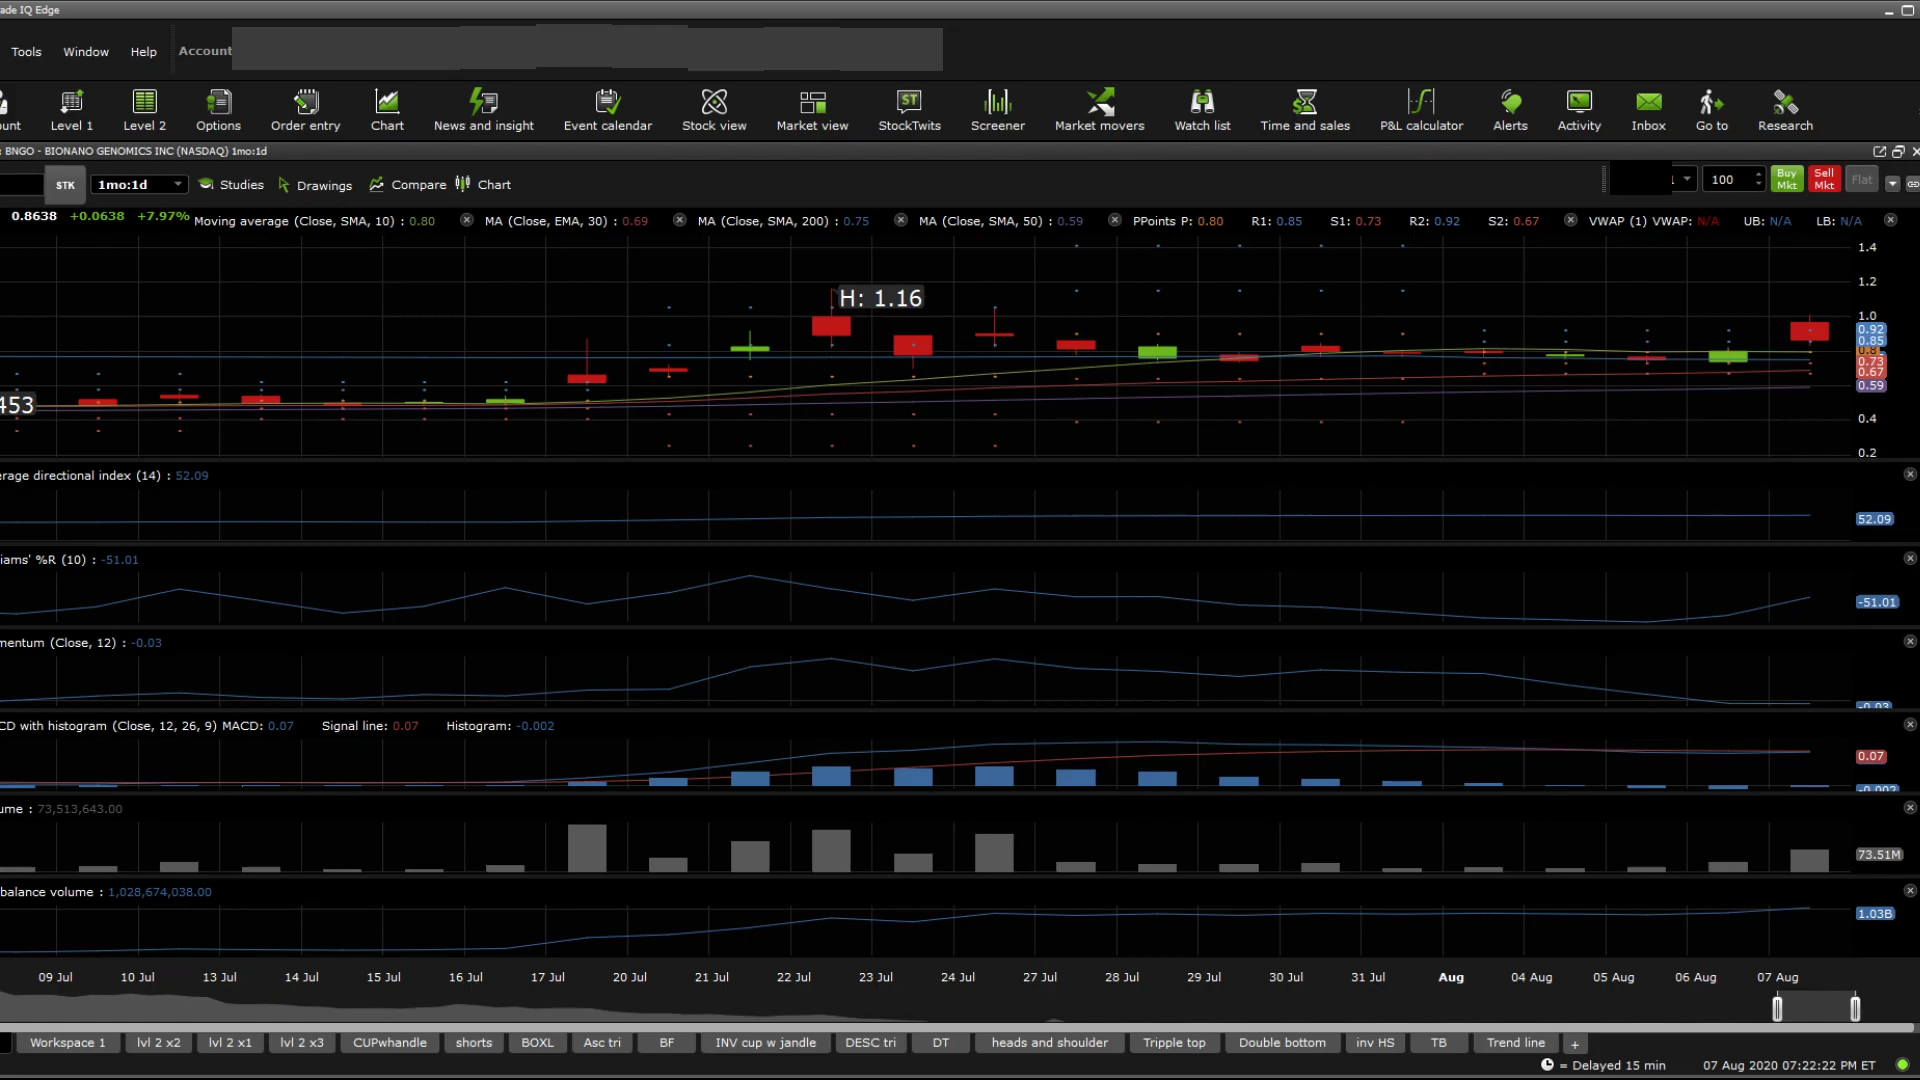 ade IQ Edge
Tools Window Help Account
unt Level 1 Level 2 Options Order entry Chart News and insight Event calendar Stock view Market view StockTwits Screener Market movers Watch list Time and sales P&L calculator Alerts Activity Inbox Go to Research
ST
: BNGO - BIONANO GENOMICS INC (NASDAQ) 1mo:1d
STK 1mo:1d Studies Drawings Compare Chart 100 Buy Mkt Sell Mkt Flat
0.8638 +0.0638 +7.97% Moving average (Close, SMA, 10) : 0.80 MA (Close, EMA, 30) : 0.69 MA (Close, SMA, 200) : 0.75 MA (Close, SMA, 50) : 0.59 PPoints P: 0.80 R1: 0.85 S1: 0.73 R2: 0.92 S2: 0.67 VWAP (1) VWAP: N/A UB: N/A LB: N/A
1.4
1.2
H: 1.16
1.0
0.92
0.85
0.8
0.73
0.67
0.59
453
0.4
0.2
erage directional index (14) : 52.09
52.09
iams' %R (10) : -51.01
-51.01
mentum (Close, 12) : -0.03
-0.03
CD with histogram (Close, 12, 26, 9) MACD: 0.07 Signal line: 0.07 Histogram: -0.002
0.07
-0.002
ume : 73,513,643.00
73.51M
balance volume : 1,028,674,038.00
1.03B
09 Jul 10 Jul 13 Jul 14 Jul 15 Jul 16 Jul 17 Jul 20 Jul 21 Jul 22 Jul 23 Jul 24 Jul 27 Jul 28 Jul 29 Jul 30 Jul 31 Jul Aug 04 Aug 05 Aug 06 Aug 07 Aug
Workspace 1 lvl 2 x2 lvl 2 x1 lvl 2 x3 CUPwhandle shorts BOXL Asc tri BF INV cup w jandle DESC tri DT heads and shoulder Tripple top Double bottom inv HS TB Trend line +
= Delayed 15 min 07 Aug 2020 07:22:22 PM ET